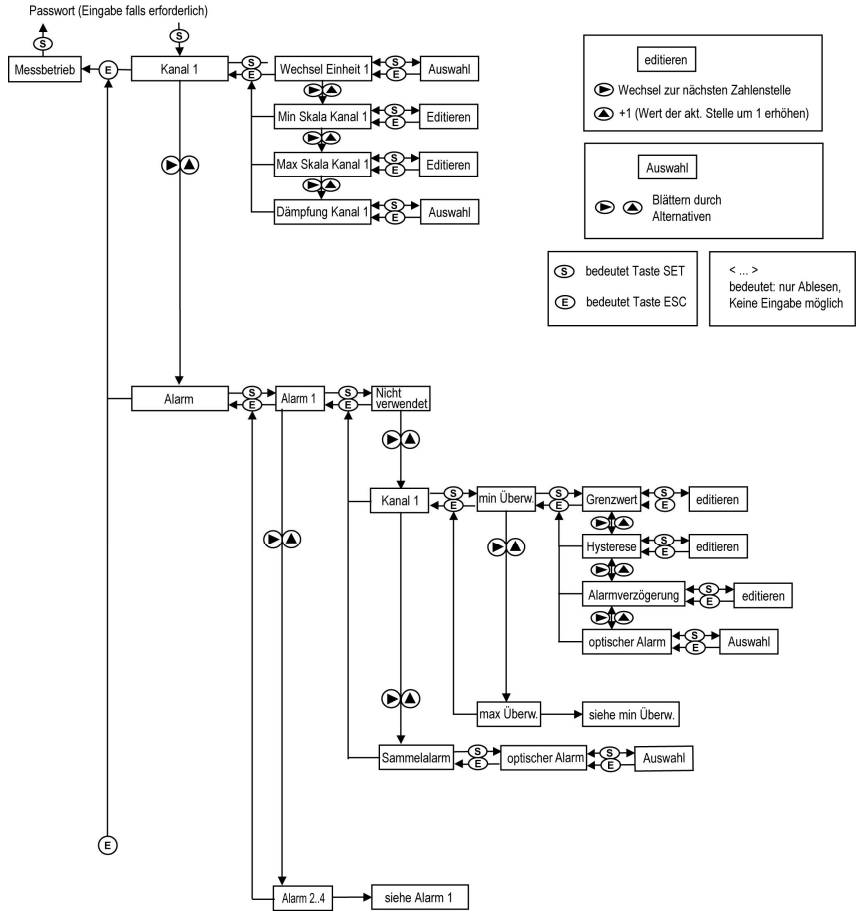 Passwort (Eingabe falls erforderlich)
S
S
Messbetrieb
E
Kanal 1
S
E
Wechsel Einheit 1
S
E
Auswahl
Min Skala Kanal 1
S
E
Editieren
Max Skala Kanal 1
S
E
Editieren
Dämpfung Kanal 1
S
E
Auswahl
editieren
Wechsel zur nächsten Zahlenstelle
+1 (Wert der akt. Stelle um 1 erhöhen)
Auswahl
Blättern durch
Alternativen
S bedeutet Taste SET
E bedeutet Taste ESC
< ... >
bedeutet: nur Ablesen,
Keine Eingabe möglich
Alarm
S
E
Alarm 1
S
E
Nicht
verwendet
Kanal 1
S
E
min Überw.
S
E
Grenzwert
S
E
editieren
Hysterese
S
E
editieren
Alarmverzögerung
S
E
editieren
optischer Alarm
S
E
Auswahl
max Überw.
siehe min Überw.
Sammelalarm
S
E
optischer Alarm
S
E
Auswahl
E
Alarm 2..4
siehe Alarm 1